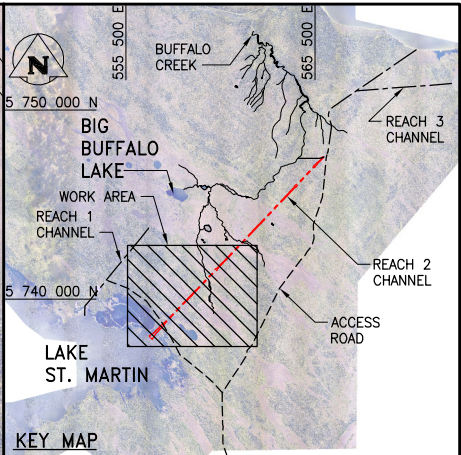 555 500 E
565 500 E
N
BUFFALO
CREEK
5 750 000 N
REACH 3
CHANNEL
BIG
BUFFALO
LAKE
WORK AREA
REACH 1
CHANNEL
REACH 2
CHANNEL
5 740 000 N
ACCESS
ROAD
LAKE
ST. MARTIN
KEY MAP